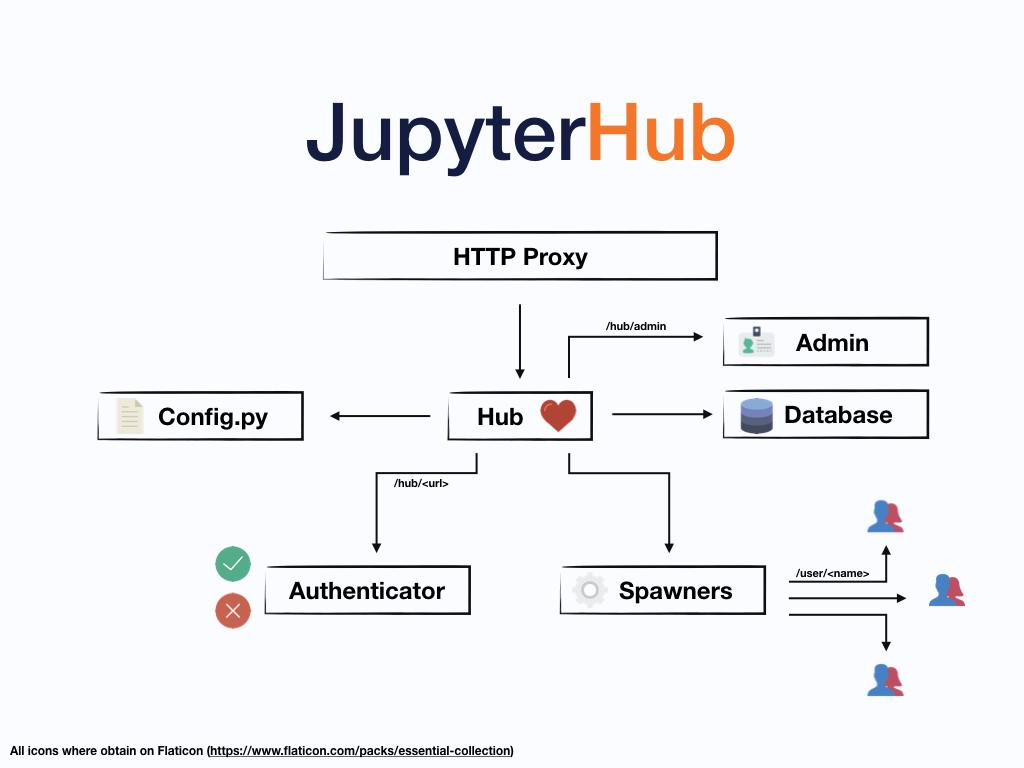 JupyterHub
HTTP Proxy
/hub/admin
Admin
Config.py
Hub
Database
/hub/<url>
Authenticator
Spawners
/user/<name>
All icons where obtain on Flaticon (https://www.flaticon.com/packs/essential-collection)